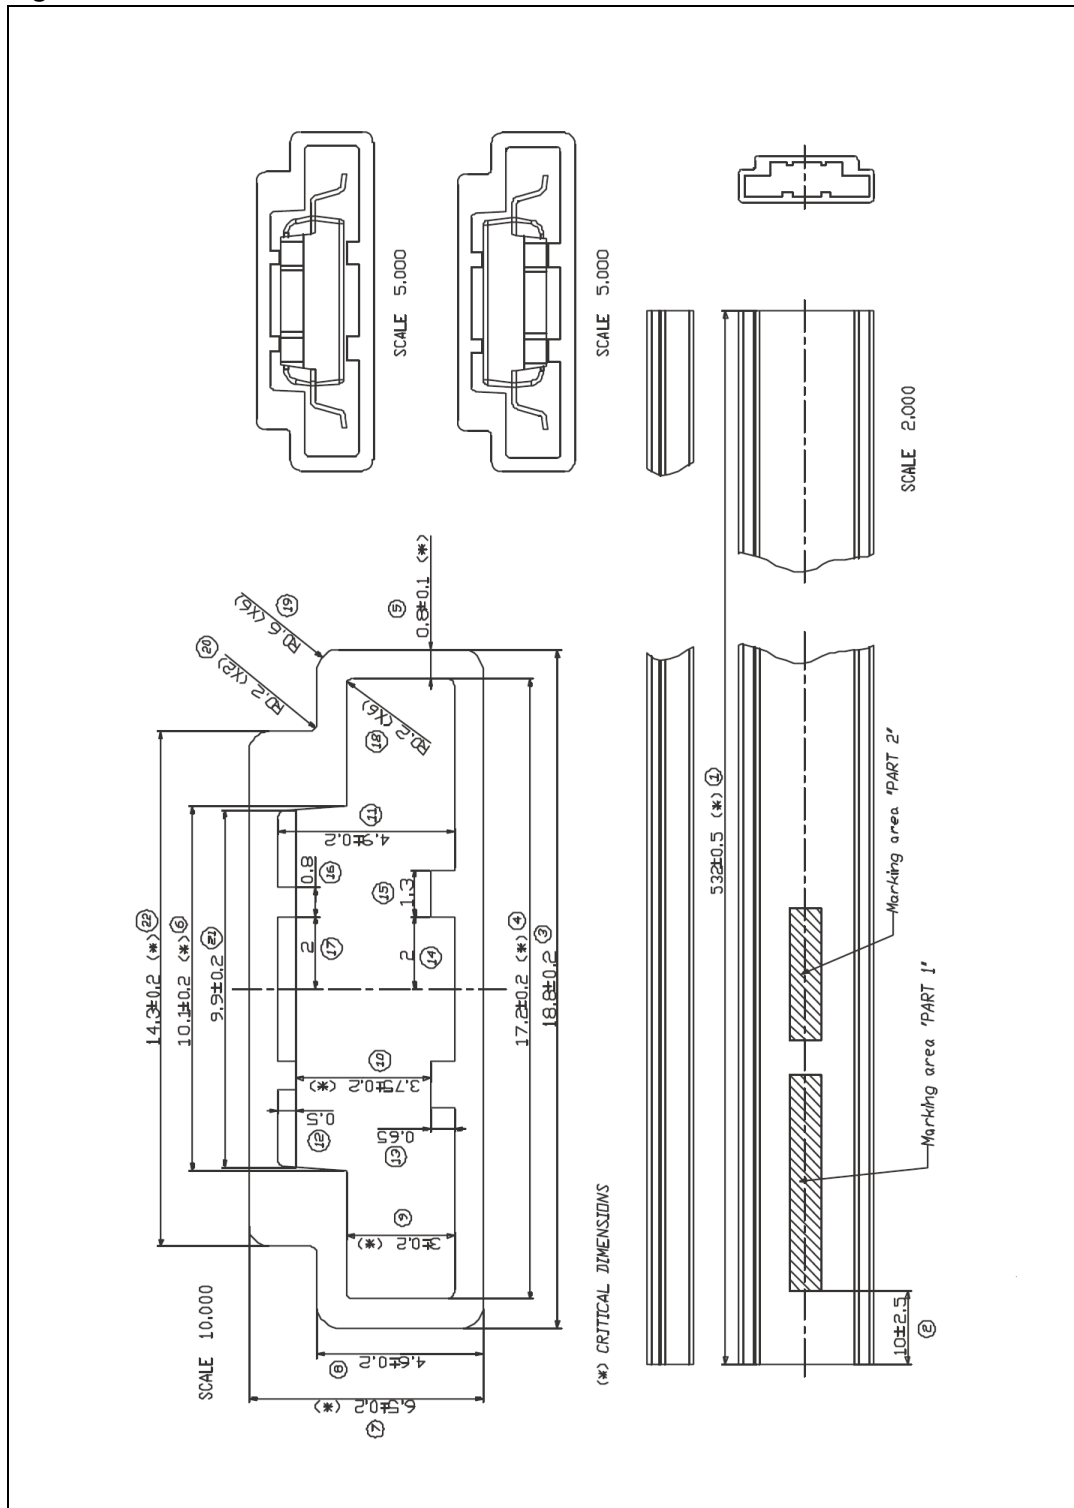 SCALE 5,000
SCALE 5,000
SCALE 2,000
SCALE 10,000
14.3±0.2 (*) 22
10.1±0.2 (*) 6
9.9±0.2 21
R0.2 (X2) 20
R0.6 (X6) 19
0.8±0.1 (*) 5
R0.2 (X6) 18
4.9±0.2 11
0.8 16
1.3 15
2 17
2 14
3.75±0.2 (*) 10
0.5 12
0.65 13
3±0.2 (*) 9
17.2±0.2 (*) 4
18.8±0.2 3
4.6±0.2 8
6.5±0.2 (*) 7
(*) CRITICAL DIMENSIONS
532±0.5 (*) 1
Marking area "PART 2"
Marking area "PART 1"
10±2.5 2